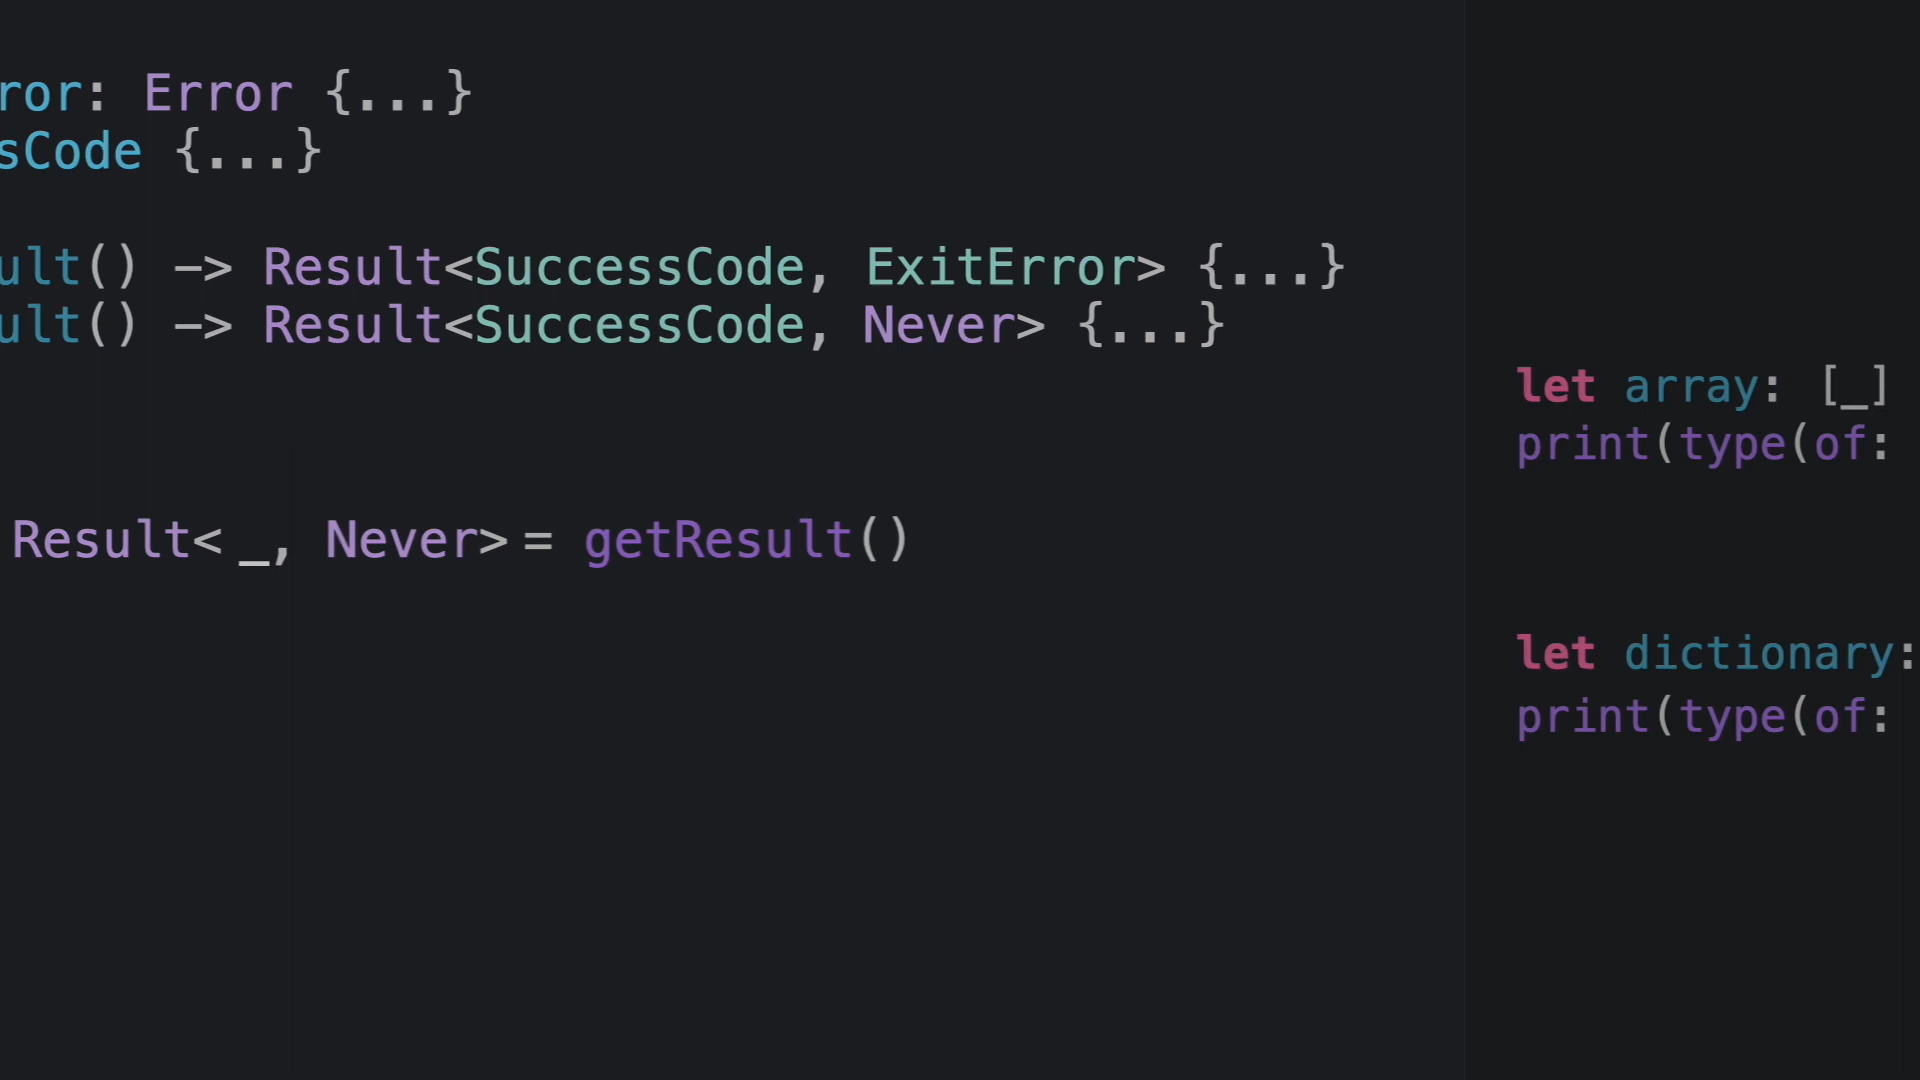 ror: Error {...}
sCode {...}
ult() -> Result<SuccessCode, ExitError> {...}
ult() -> Result<SuccessCode, Never> {...}
Result< _, Never> = getResult()
let array: [_]
print(type(of:
let dictionary:
print(type(of: